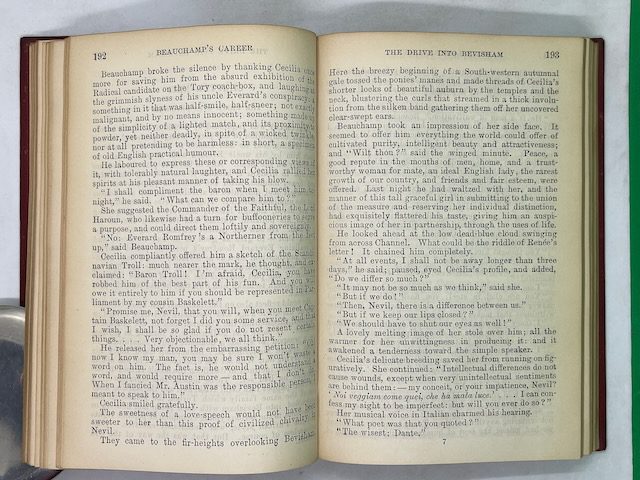 192
BEAUCHAMP'S CAREER
Beauchamp broke the silence by thanking Cecilia once
more for saving him from the absurd exhibition of the
Radical candidate on the Tory coach-box, and laughing at
the grimmish slyness of his uncle Everard's conspiracy,
something in it that was half-smile, half-sneer; not exactly
malignant, and by no means innocent; something made
of the simplicity of a lighted match, and its proximity to
powder, yet neither deadly, in spite of a wicked twinkle,
nor at all pretending to be harmless: in short, a specimen
of old English practical humour.
He laboured to express these or corresponding views of
it, with tolerably natural laughter, and Cecilia rallied her
spirits at his pleasant manner of taking his blow.
"I shall compliment the baron when I meet him
night," he said. "What can we compare him to?"
She suggested the Commander of the Faithful, the
Haroun, who likewise had a turn for buffooneries to serve
a purpose, and could direct them loftily and sovereignly.
"No: Everard Romfrey's a Northerner from the
up," said Beauchamp.
Cecilia compliantly offered him a sketch of the Scandi-
navian Troll: much nearer the mark, he thought, and ex-
claimed: "Baron Troll! I'm afraid, Cecilia, you have
robbed him of the best part of his fun. And you will
owe it entirely to him if you should be represented in Par-
liament by my cousin Baskelett."
"Promise me, Nevil, that you will, when you meet Cap-
tain Baskelett, not forget I did you some service, and that
I wish, I shall be so glad if you do not resent certain
things. . . . Very objectionable, we all think."
He released her from the embarrassing petition:
now I know my man, you may be sure I won't waste a
word on him. The fact is, he would not understand a
word, and would require more — and that I don't
When I fancied Mr. Austin was the responsible person, I
meant to speak to him."
Cecilia smiled gratefully.
The sweetness of a love-speech would not have been
sweeter to her than this proof of civilized chivalry in
Nevil.
They came to the fir-heights overlooking Bevisham.
THE DRIVE INTO BEVISHAM
193
Here the breezy beginning of a South-western autumnal
gale tossed the ponies' manes and made threads of Cecilia's
shorter locks of beautiful auburn by the temples and the
neck, blustering the curls that streamed in a thick involu-
tion from the silken band gathering them off her uncovered
clear-swept ears.
Beauchamp took an impression of her side face. It
seemed to offer him everything the world could offer of
cultivated purity, intelligent beauty and attractiveness;
and "Wilt thou?" said the winged minute. Peace, a
good repute in the mouths of men, home, and a trust-
worthy woman for mate, an ideal English lady, the rarest
growth of our country, and friends and fair esteem, were
offered. Last night he had waltzed with her, and the
manner of this tall graceful girl in submitting to the union
of the measure and reserving her individual distinction,
had exquisitely flattered his taste, giving him an auspi-
cious image of her in partnership, through the uses of life.
He looked ahead at the low dead-blue cloud swinging
from across Channel. What could be the riddle of Renée's
letter! It chained him completely.
"At all events, I shall not be away longer than three
days," he said; paused, eyed Cecilia's profile, and added,
"Do we differ so much?"
"It may not be so much as we think," said she.
"But if we do!"
"Then, Nevil, there is a difference between us."
"But if we keep our lips closed?"
"We should have to shut our eyes as well!"
A lovely melting image of her stole over him; all the
warmer for her unwittingness in producing it: and it
awakened a tenderness toward the simple speaker.
Cecilia's delicate breeding saved her from running on fig-
uratively. She continued: "Intellectual differences do not
cause wounds, except when very unintellectual sentiments
are behind them: — my conceit, or your impatience, Nevil?
'Noi veggiam come quei, che ha mala luce.' . . . I can con-
fess my sight to be imperfect: but will you ever do so?"
Her musical voice in Italian charmed his hearing.
"What poet was that you quoted?"
"The wisest: Dante."
7